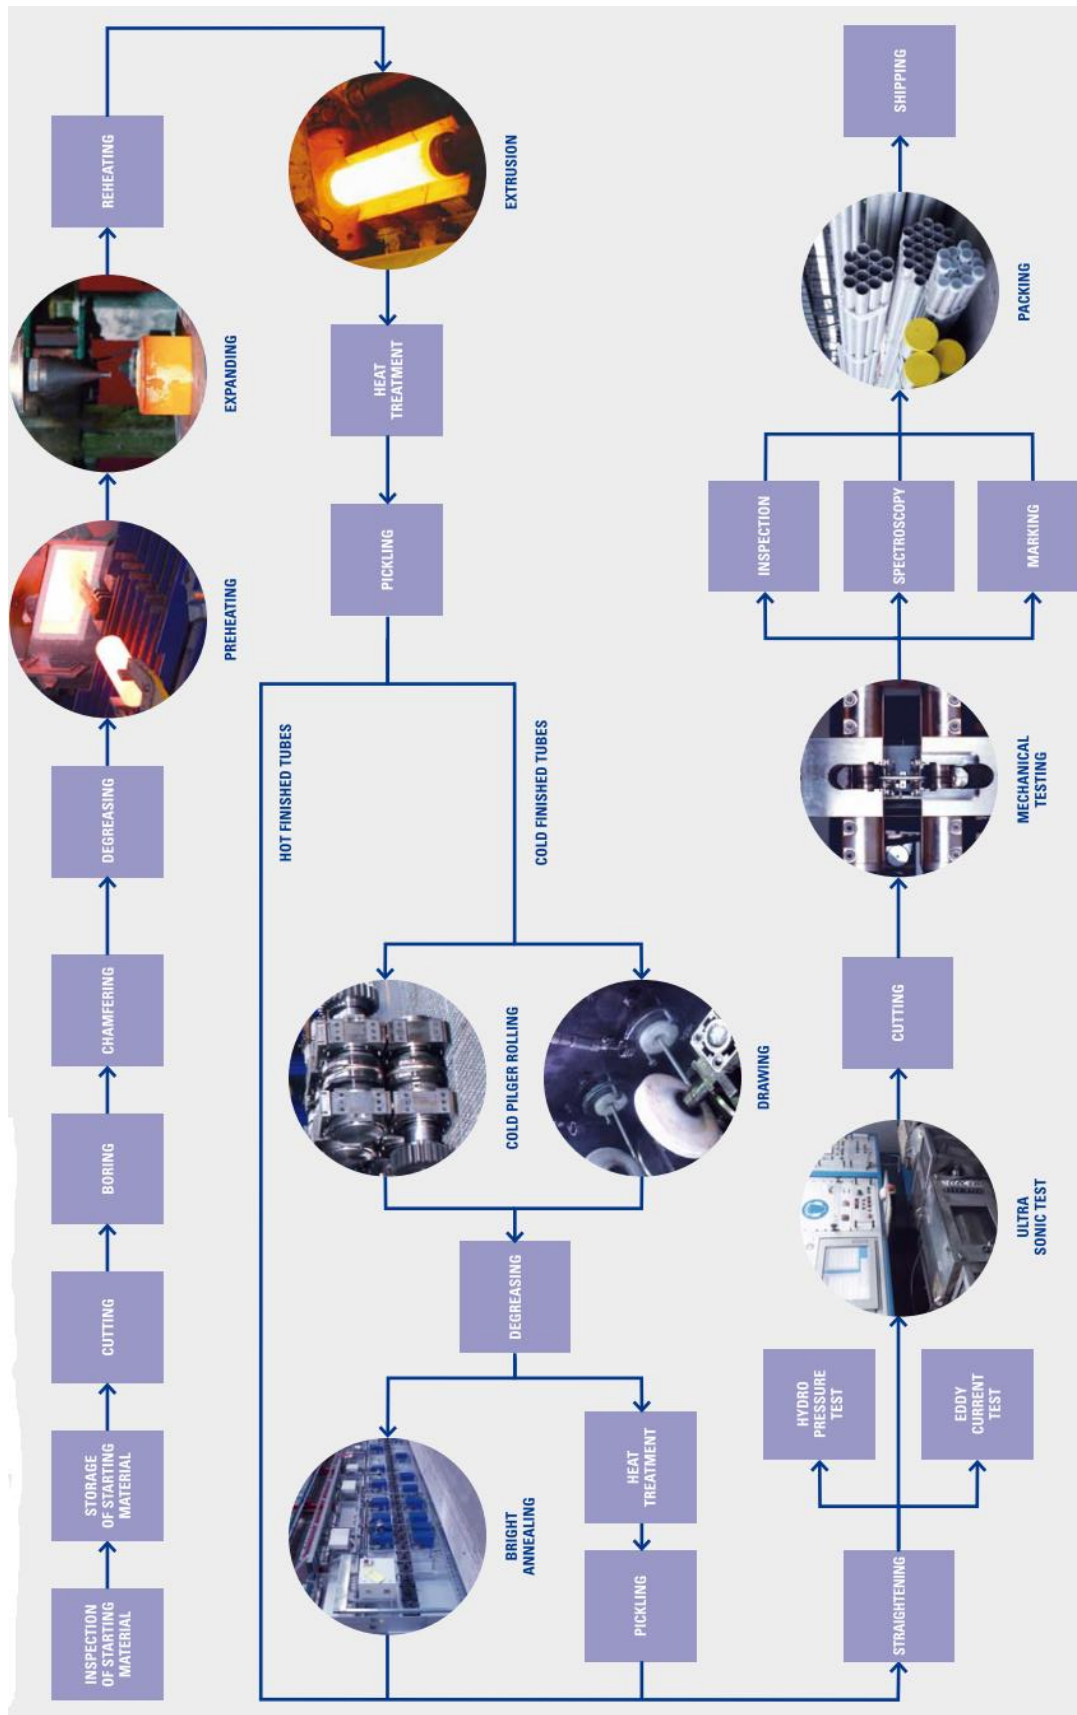 INSPECTION
OF STARTING
MATERIAL
STORAGE
OF STARTING
MATERIAL
CUTTING
BORING
CHAMFERING
DEGREASING
PREHEATING
EXPANDING
REHEATING
EXTRUSION
HEAT
TREATMENT
PICKLING
HOT FINISHED TUBES
COLD FINISHED TUBES
COLD PILGER ROLLING
DRAWING
DEGREASING
BRIGHT
ANNEALING
HEAT
TREATMENT
PICKLING
STRAIGHTENING
HYDRO
PRESSURE
TEST
EDDY
CURRENT
TEST
ULTRA
SONIC TEST
CUTTING
MECHANICAL
TESTING
INSPECTION
SPECTROSCOPY
MARKING
PACKING
SHIPPING